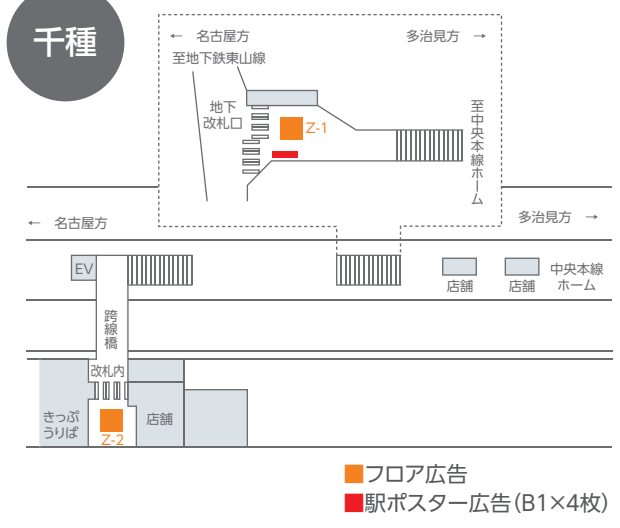 千種
← 名古屋方
多治見方 →
至地下鉄東山線
地下
改札口
Z-1
至中央本線ホーム
← 名古屋方
多治見方 →
EV
店舗
店舗
中央本線
ホーム
跨線橋
改札内
きっぷ
うりば
Z-2
店舗
フロア広告
駅ポスター広告(B1×4枚)